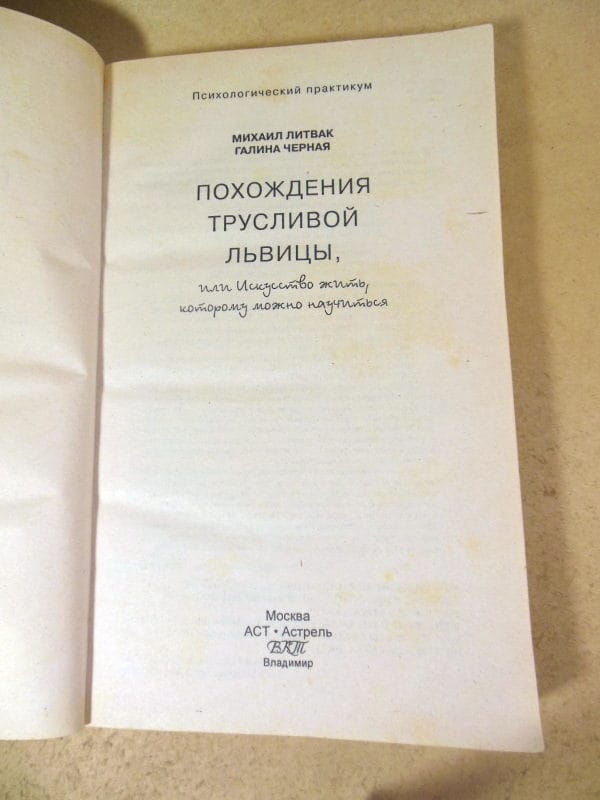 Психологический практикум
МИХАИЛ ЛИТВАК
ГАЛИНА ЧЕРНАЯ
ПОХОЖДЕНИЯ
ТРУСЛИВОЙ
ЛЬВИЦЫ,
или Искусство жить,
которому можно научиться
Москва
АСТ • Астрель
ВКТ
Владимир